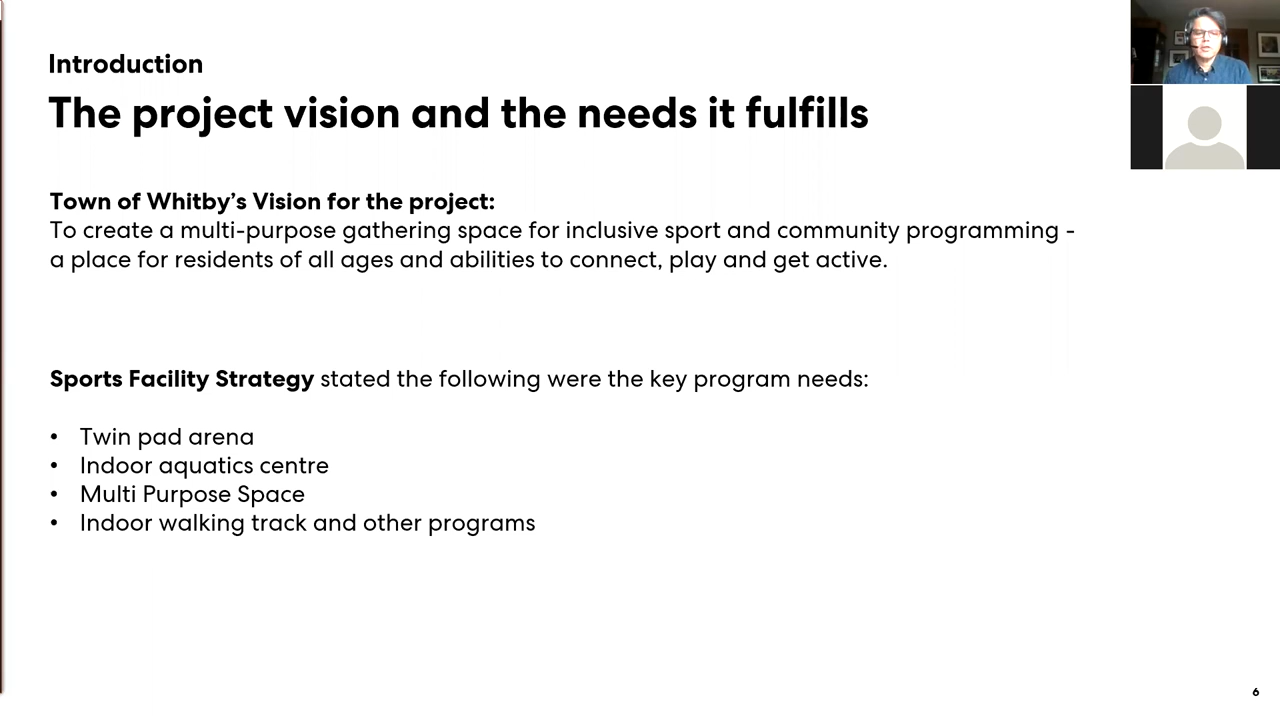 Introduction
The project vision and the needs it fulfills
Town of Whitby’s Vision for the project:
To create a multi-purpose gathering space for inclusive sport and community programming -
a place for residents of all ages and abilities to connect, play and get active.
Sports Facility Strategy stated the following were the key program needs:
• Twin pad arena
• Indoor aquatics centre
• Multi Purpose Space
• Indoor walking track and other programs
6